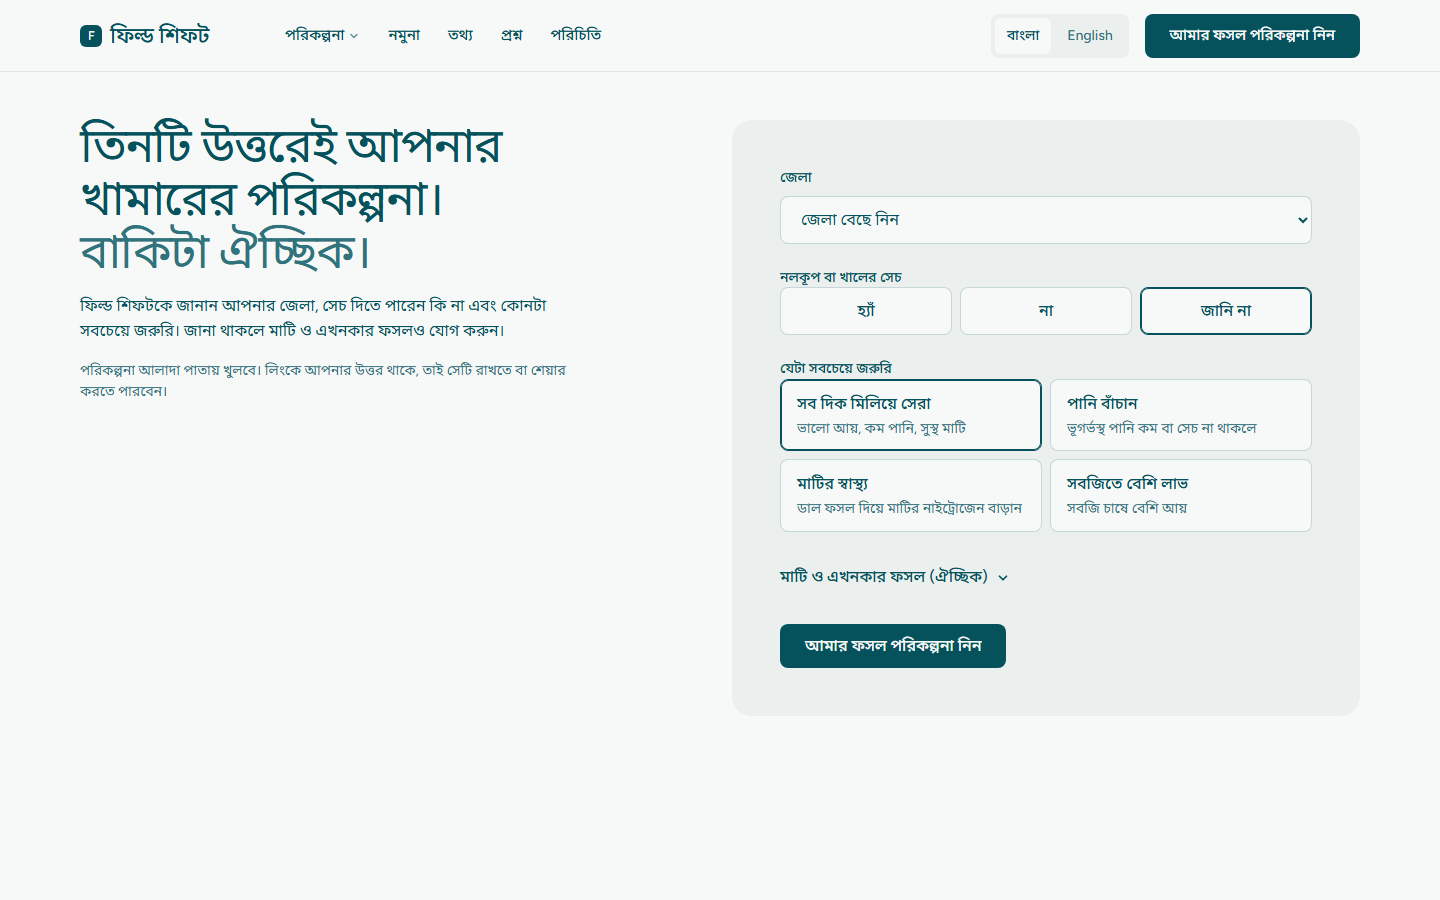 F ফিল্ড শিফট
পরিকল্পনা
নমুনা
তথ্য
প্রশ্ন
পরিচিতি
বাংলা
English
আমার ফসল পরিকল্পনা নিন
তিনটি উত্তরেই আপনার
খামারের পরিকল্পনা।
বাকিটা ঐচ্ছিক।
ফিল্ড শিফটকে জানান আপনার জেলা, সেচ দিতে পারেন কি না এবং কোনটা
সবচেয়ে জরুরি। জানা থাকলে মাটি ও এখনকার ফসলও যোগ করুন।
পরিকল্পনা আলাদা পাতায় খুলবে। লিংকে আপনার উত্তর থাকে, তাই সেটি রাখতে বা শেয়ার
করতে পারবেন।
জেলা
জেলা বেছে নিন
নলকূপ বা খালের সেচ
হ্যাঁ
না
জানি না
যেটা সবচেয়ে জরুরি
সব দিক মিলিয়ে সেরা
ভালো আয়, কম পানি, সুস্থ মাটি
পানি বাঁচান
ভূগর্ভস্থ পানি কম বা সেচ না থাকলে
মাটির স্বাস্থ্য
ডাল ফসল দিয়ে মাটির নাইট্রোজেন বাড়ান
সবজিতে বেশি লাভ
সবজি চাষে বেশি আয়
মাটি ও এখনকার ফসল (ঐচ্ছিক)
আমার ফসল পরিকল্পনা নিন